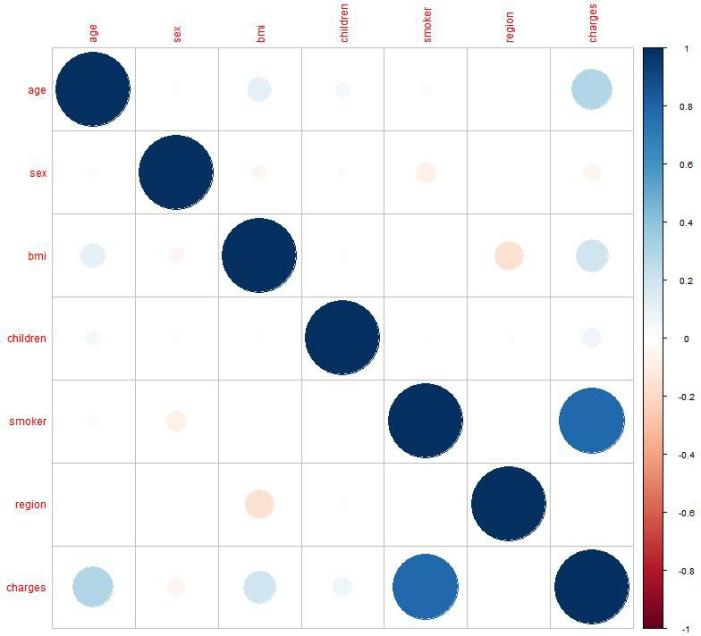 age
sex
bmi
children
smoker
region
charges
age
sex
bmi
children
smoker
region
charges
1
0.8
0.6
0.4
0.2
0
-0.2
-0.4
-0.6
-0.8
-1